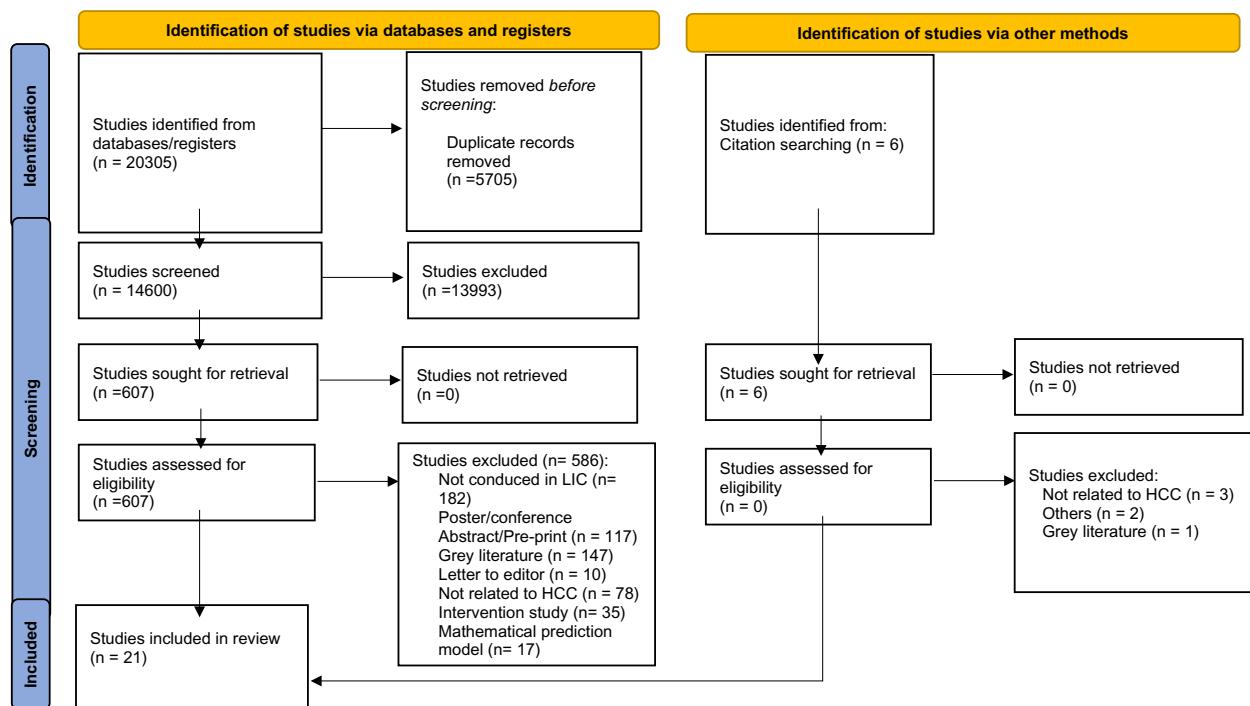 Identification of studies via databases and registers
Identification of studies via other methods
Identification
Studies identified from
databases/registers
(n = 20305)
Studies removed before
screening:
Duplicate records
removed
(n =5705)
Studies identified from:
Citation searching (n = 6)
Screening
Studies screened
(n = 14600)
Studies excluded
(n =13993)
Studies sought for retrieval
(n =607)
Studies not retrieved
(n =0)
Studies sought for retrieval
(n = 6)
Studies not retrieved
(n = 0)
Studies assessed for
eligibility
(n =607)
Studies excluded (n= 586):
Not conduced in LIC (n=
182)
Poster/conference
Abstract/Pre-print (n = 117)
Grey literature (n = 147)
Letter to editor (n = 10)
Not related to HCC (n = 78)
Intervention study (n= 35)
Mathematical prediction
model (n= 17)
Studies assessed for
eligibility
(n = 0)
Studies excluded:
Not related to HCC (n = 3)
Others (n = 2)
Grey literature (n = 1)
Included
Studies included in review
(n = 21)